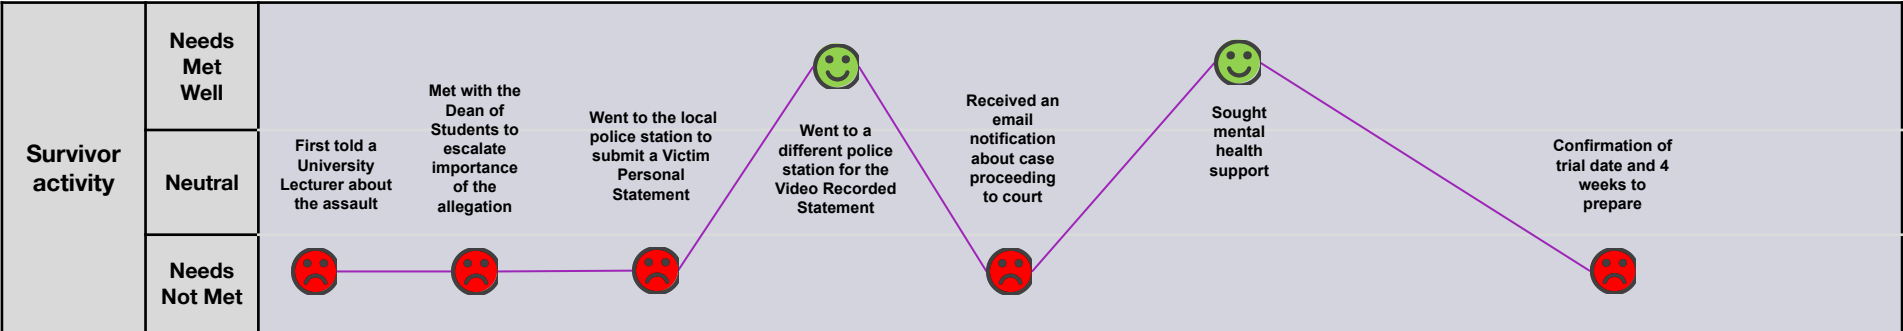 Survivor
activity
Needs
Met
Well
Neutral
Needs
Not Met
First told a
University
Lecturer about
the assault
Met with the
Dean of
Students to
escalate
importance
of the
allegation
Went to the local
police station to
submit a Victim
Personal
Statement
Went to a
different police
station for the
Video Recorded
Statement
Received an
email
notification
about case
proceeding
to court
Sought
mental
health
support
Confirmation of
trial date and 4
weeks to
prepare